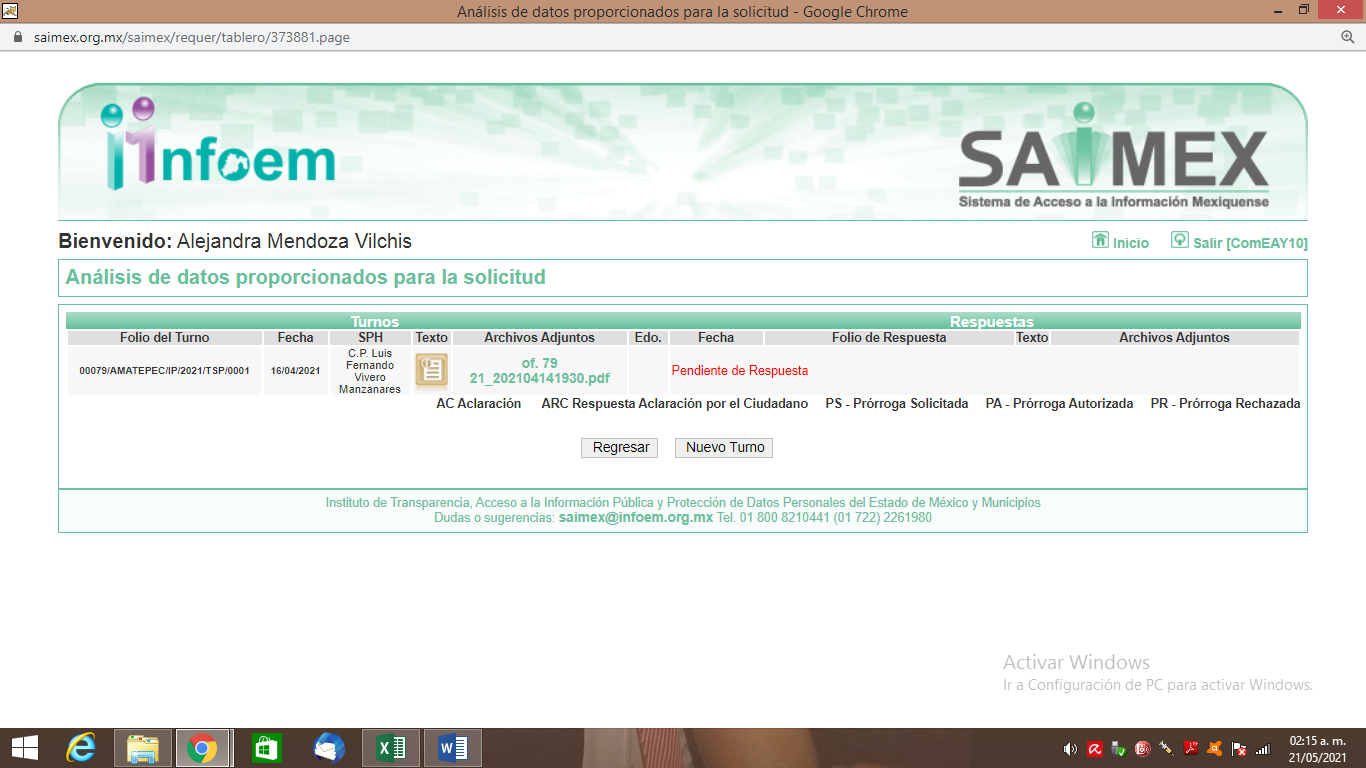 Análisis de datos proporcionados para la solicitud - Google Chrome
saimex.org.mx/saimex/requer/tablero/373881.page
infoem
SAIMEX
Sistema de Acceso a la Información Mexiquense
Bienvenido: Alejandra Mendoza Vilchis
Inicio Salir [ComEAY10]
Análisis de datos proporcionados para la solicitud
Turnos Respuestas
Folio del Turno Fecha SPH Texto Archivos Adjuntos Edo. Fecha Folio de Respuesta Texto Archivos Adjuntos
00079/AMATEPEC/IP/2021/TSP/0001 16/04/2021 C.P. Luis Fernando Vivero Manzanares of. 79 21_202104141930.pdf Pendiente de Respuesta
AC Aclaración ARC Respuesta Aclaración por el Ciudadano PS - Prórroga Solicitada PA - Prórroga Autorizada PR - Prórroga Rechazada
Regresar Nuevo Turno
Instituto de Transparencia, Acceso a la Información Pública y Protección de Datos Personales del Estado de México y Municipios
Dudas o sugerencias: saimex@infoem.org.mx Tel. 01 800 8210441 (01 722) 2261980
Activar Windows
Ir a Configuración de PC para activar Windows.
02:15 a. m.
21/05/2021